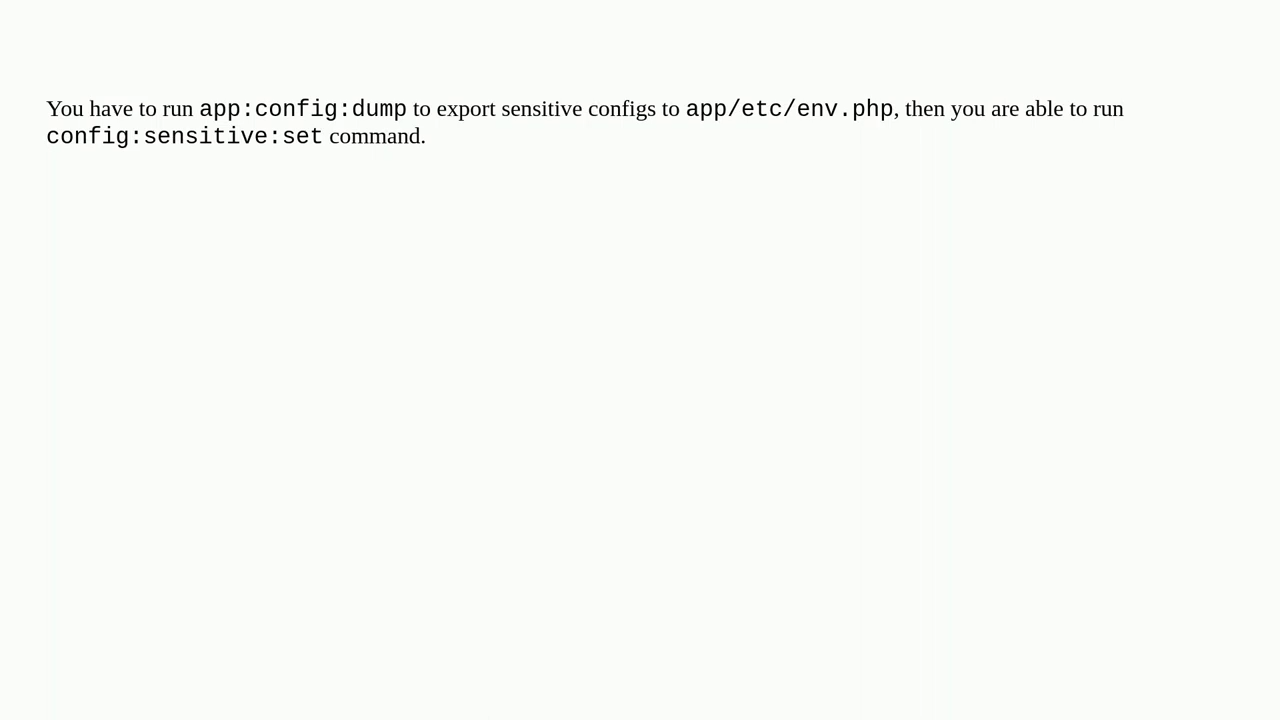 You have to run app:config:dump to export sensitive configs to app/etc/env.php, then you are able to run
config:sensitive:set command.